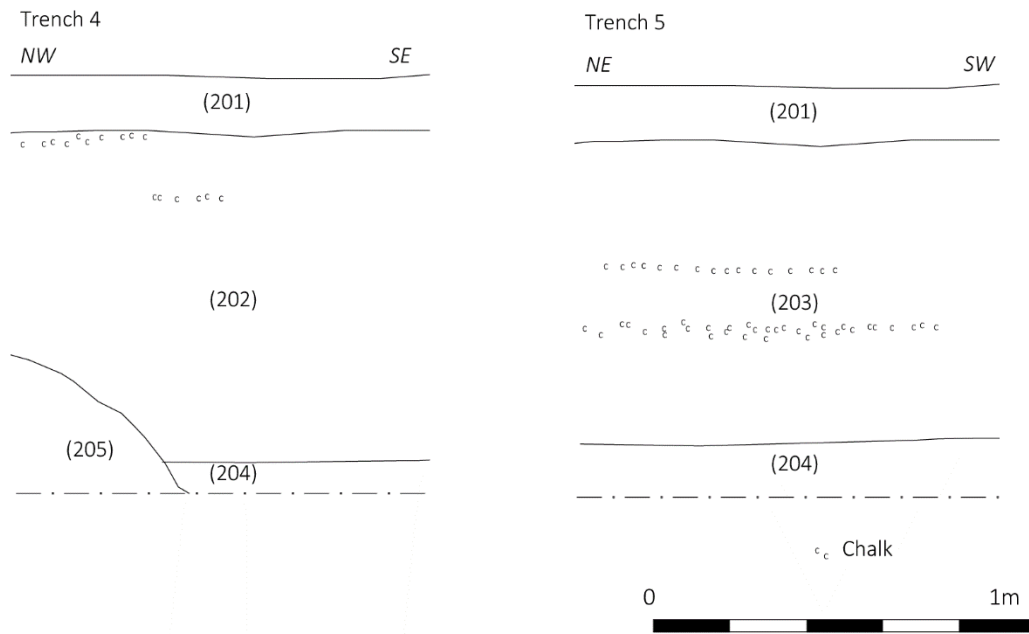 Trench 4
NW SE
(201)
(202)
(205)
(204)
Trench 5
NE SW
(201)
(203)
(204)
c c Chalk
0 1m